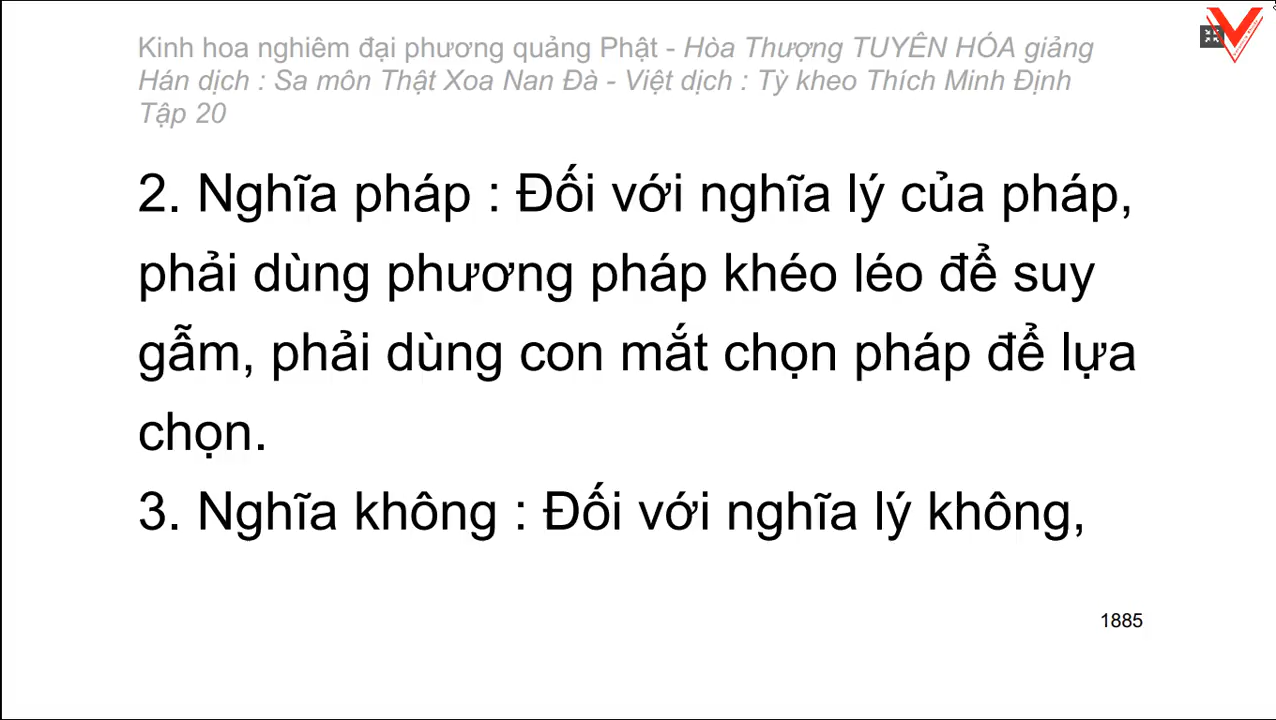 Kinh hoa nghiêm đại phương quảng Phật - Hòa Thượng TUYÊN HÓA giảng
Hán dịch : Sa môn Thật Xoa Nan Đà - Việt dịch : Tỳ kheo Thích Minh Định
Tập 20
2. Nghĩa pháp : Đối với nghĩa lý của pháp,
phải dùng phương pháp khéo léo để suy
gẫm, phải dùng con mắt chọn pháp để lựa
chọn.
3. Nghĩa không : Đối với nghĩa lý không,
1885